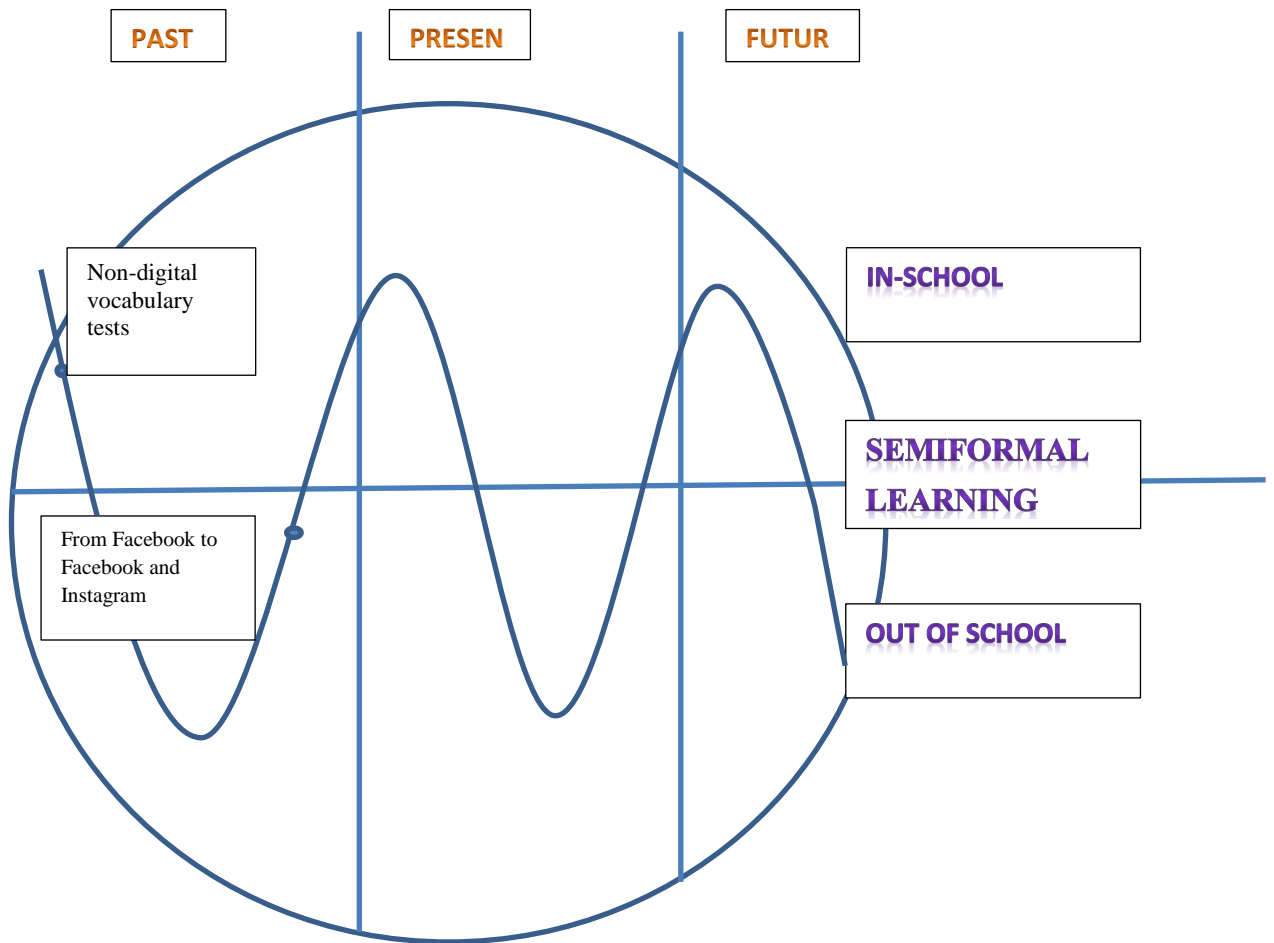 PAST
PRESEN
FUTUR
Non-digital
vocabulary
tests
IN-SCHOOL
SEMIFORMAL
LEARNING
From Facebook to
Facebook and
Instagram
OUT OF SCHOOL